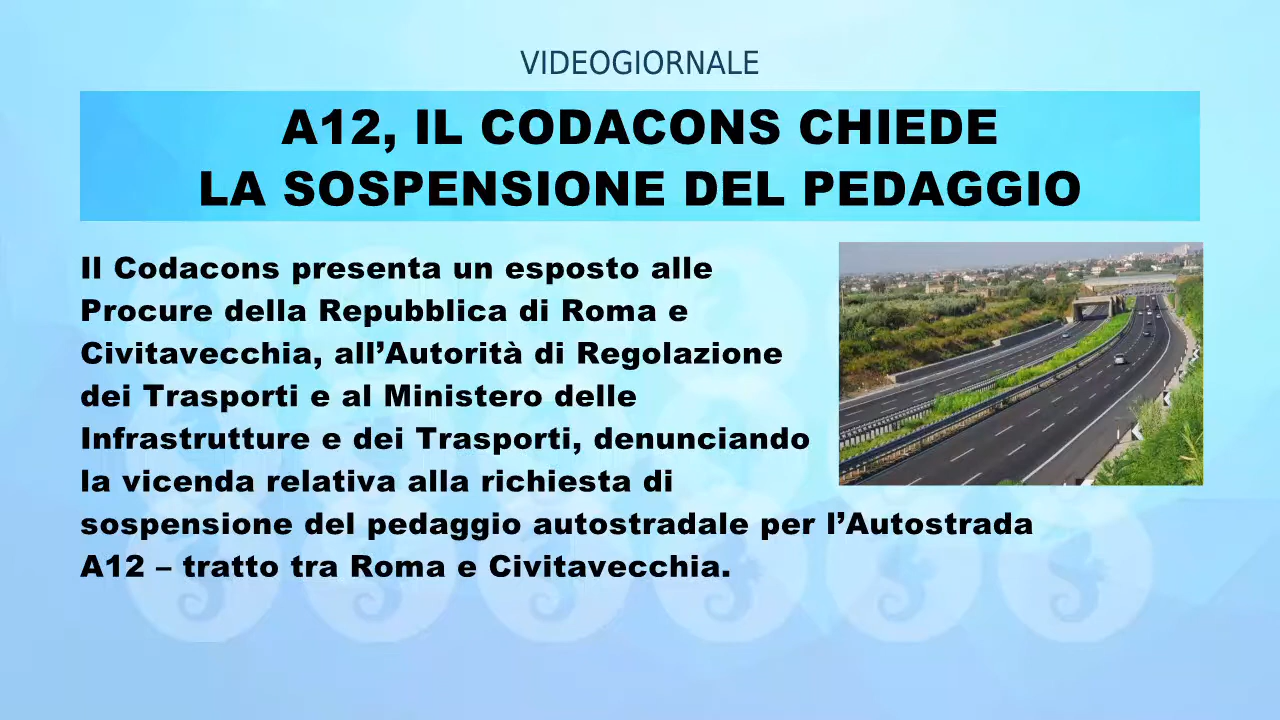 VIDEOGIORNALE
A12, IL CODACONS CHIEDE
LA SOSPENSIONE DEL PEDAGGIO
Il Codacons presenta un esposto alle
Procure della Repubblica di Roma e
Civitavecchia, all’Autorità di Regolazione
dei Trasporti e al Ministero delle
Infrastrutture e dei Trasporti, denunciando
la vicenda relativa alla richiesta di
sospensione del pedaggio autostradale per l’Autostrada
A12 – tratto tra Roma e Civitavecchia.